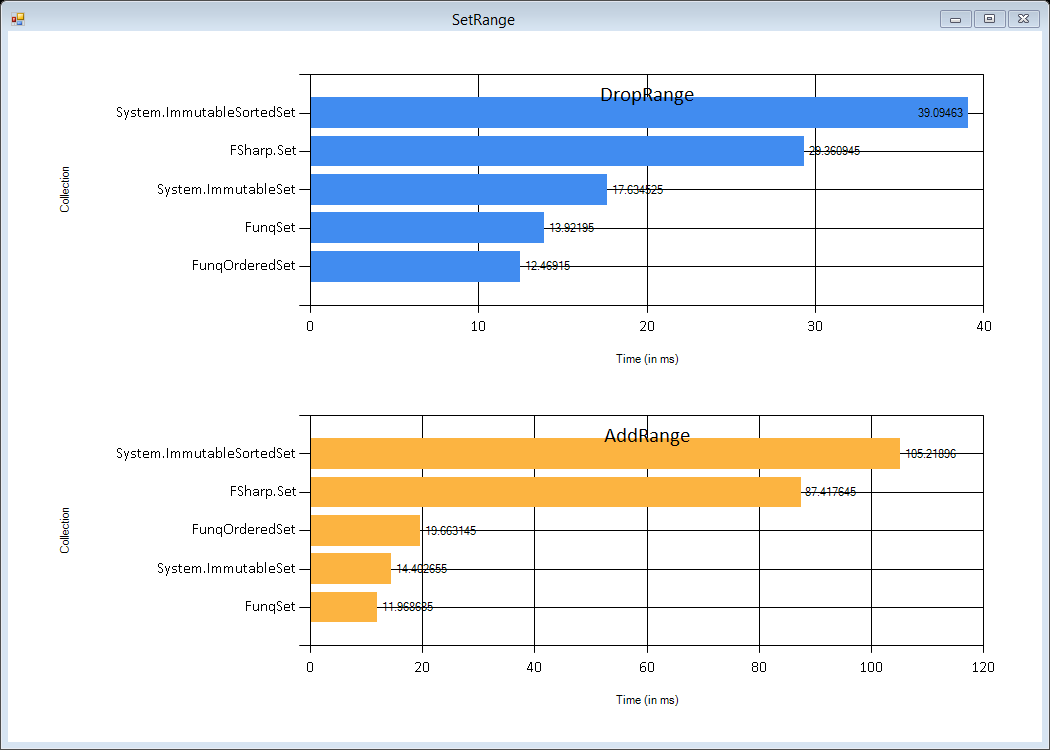 SetRange
DropRange
System.ImmutableSortedSet
39.09463
FSharp.Set
29.360945
System.ImmutableSet
17.634525
FunqSet
13.92195
FunqOrderedSet
12.46915
Collection
0 10 20 30 40
Time (in ms)
AddRange
System.ImmutableSortedSet
105.21896
FSharp.Set
87.417645
FunqOrderedSet
19.663145
System.ImmutableSet
14.402655
FunqSet
Collection
0 20 40 60 80 100 120
Time (in ms)